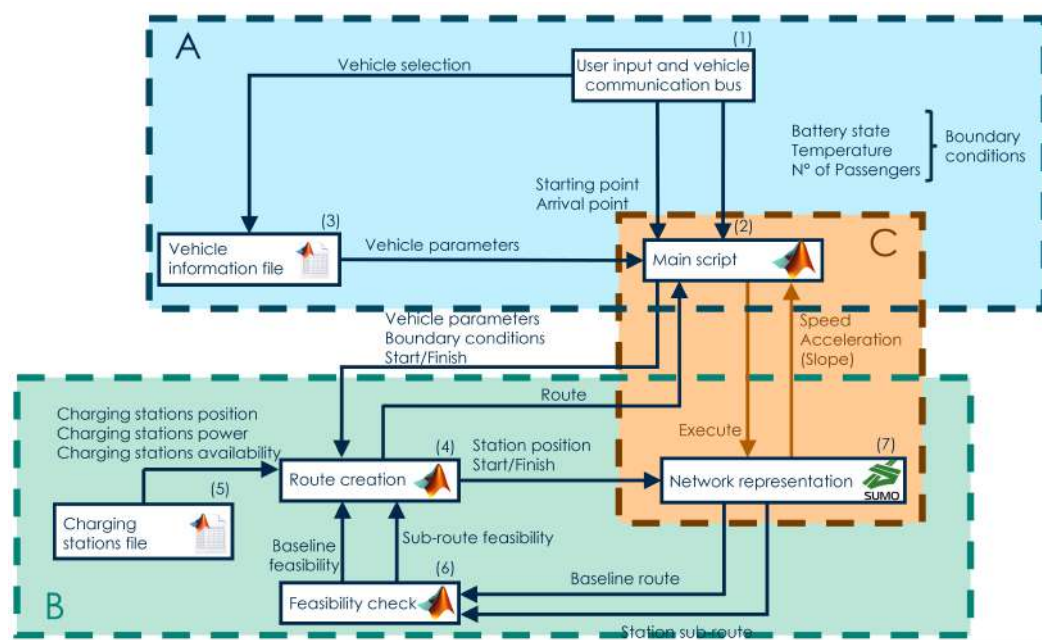 A
(1)
User input and vehicle
communication bus
Vehicle selection
Battery state
Temperature
N° of Passengers
Boundary
conditions
Starting point
Arrival point
(3)
Vehicle
information file
Vehicle parameters
(2)
Main script
C
Vehicle parameters
Boundary conditions
Start/Finish
Speed
Acceleration
(Slope)
Route
Execute
Charging stations position
Charging stations power
Charging stations availability
(4)
Route creation
Station position
Start/Finish
(7)
Network representation
SUMO
(5)
Charging
stations file
Baseline
feasibility
Sub-route feasibility
(6)
Feasibility check
Baseline route
Station sub-route
B